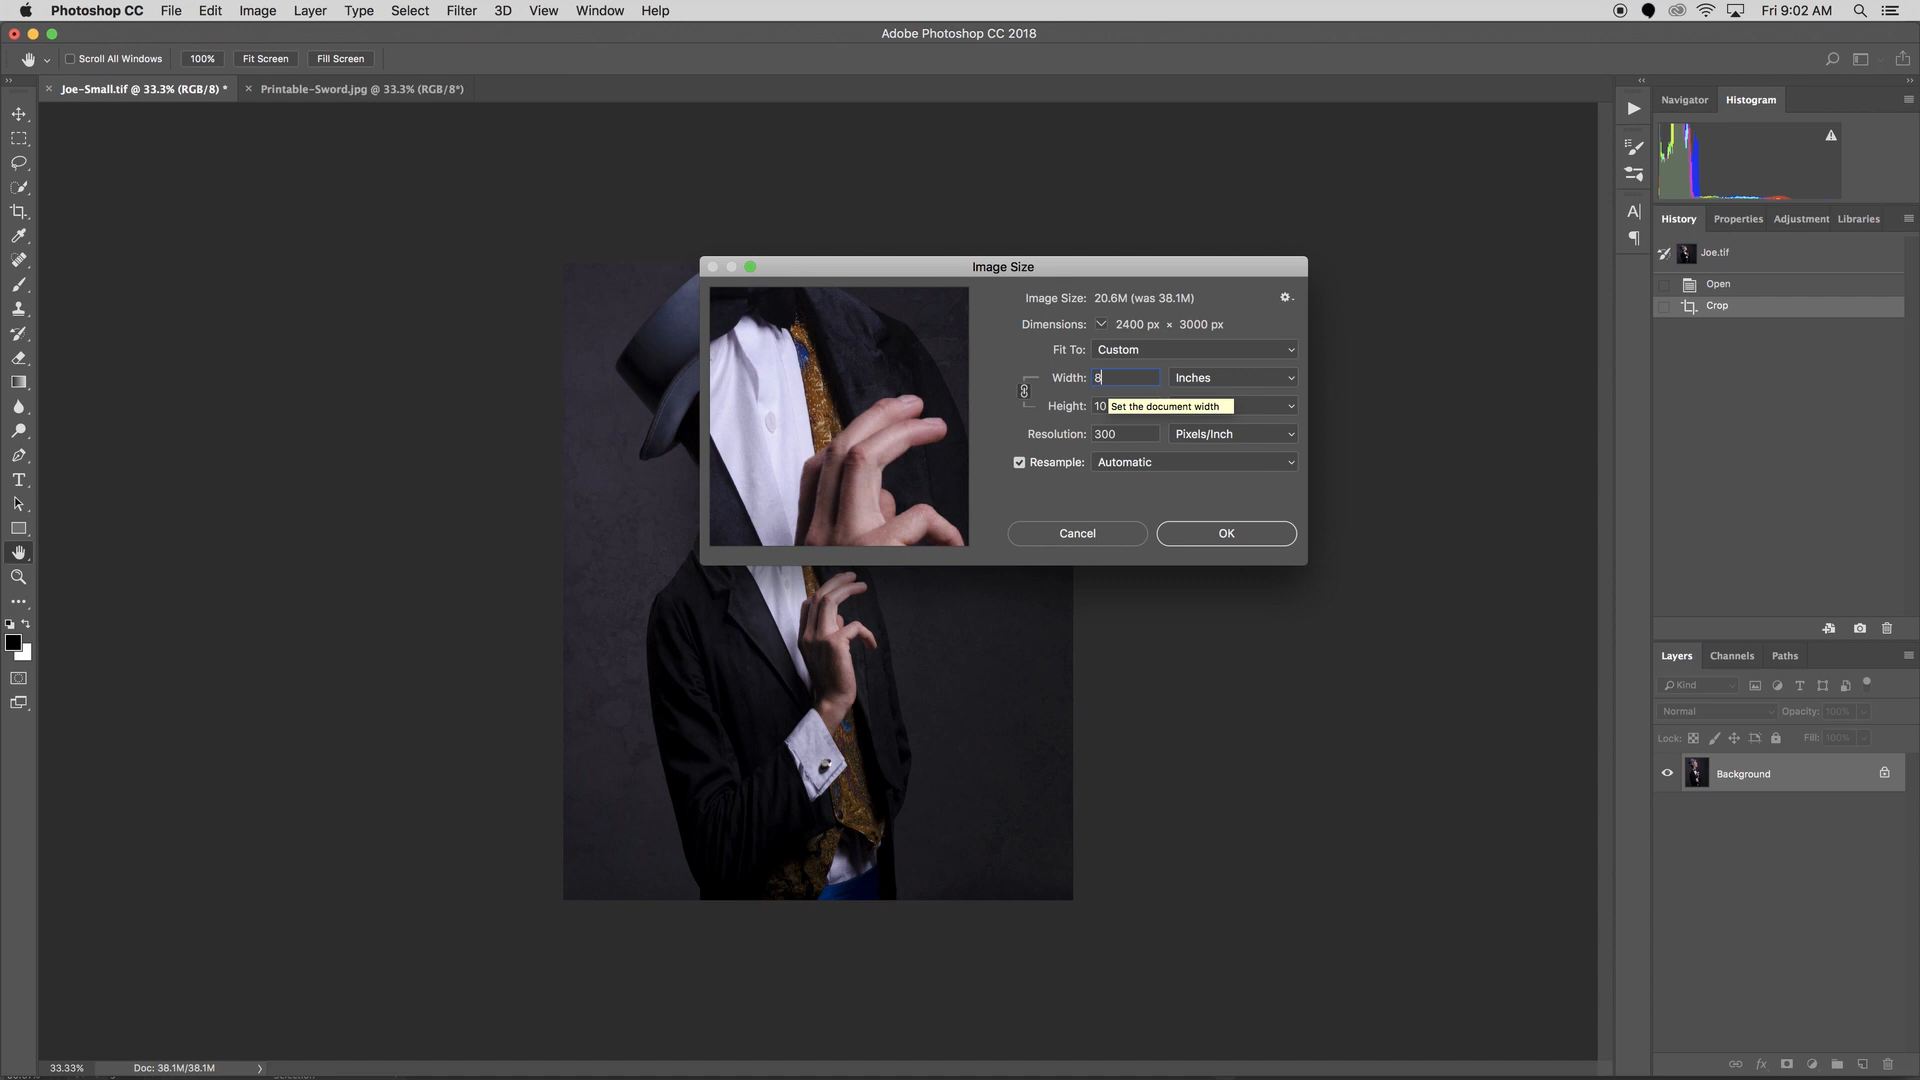 Photoshop CC File Edit Image Layer Type Select Filter 3D View Window Help Fri 9:02 AM
Adobe Photoshop CC 2018
Scroll All Windows 100% Fit Screen Fill Screen
Joe-Small.tif @ 33.3% (RGB/8) * Printable-Sword.jpg @ 33.3% (RGB/8*)
Navigator Histogram
History Properties Adjustment Libraries
Joe.tif
Open
Crop
Image Size
Image Size: 20.6M (was 38.1M)
Dimensions: 2400 px × 3000 px
Fit To: Custom
Width: 8 Inches
Height: 10 Set the document width
Resolution: 300 Pixels/Inch
Resample: Automatic
Cancel OK
Layers Channels Paths
Kind
Normal Opacity: 100%
Lock: Fill: 100%
Background
33.33% Doc: 38.1M/38.1M